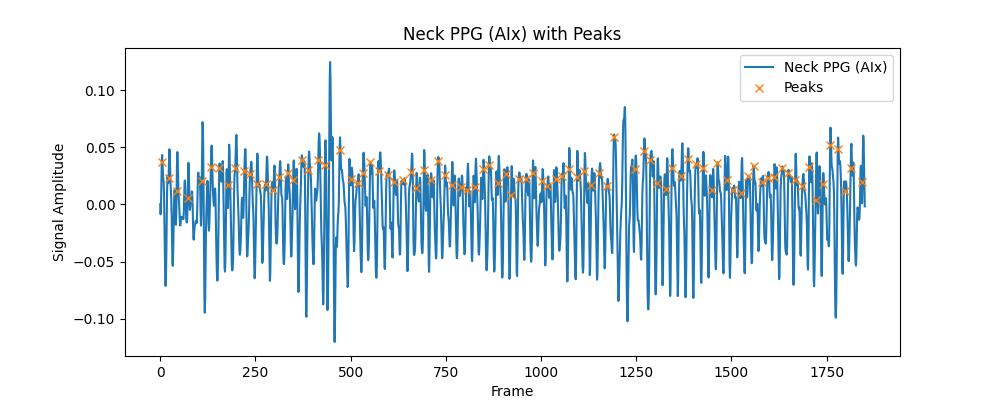 Neck PPG (AIx) with Peaks
Neck PPG (AIx)
Peaks
Signal Amplitude
0.10
0.05
0.00
−0.05
−0.10
0 250 500 750 1000 1250 1500 1750
Frame